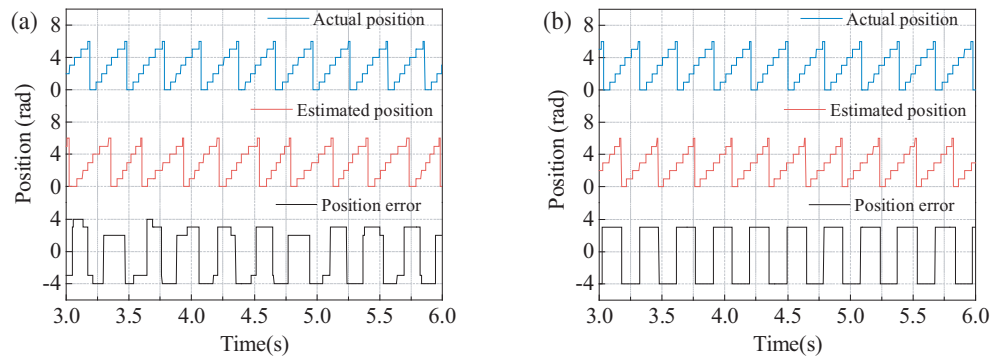 (a)
Position (rad)
8
4
0
8
4
0
4
0
-4
Actual position
Estimated position
Position error
3.0 3.5 4.0 4.5 5.0 5.5 6.0
Time(s)
(b)
Position (rad)
8
4
0
8
4
0
4
0
-4
Actual position
Estimated position
Position error
3.0 3.5 4.0 4.5 5.0 5.5 6.0
Time(s)